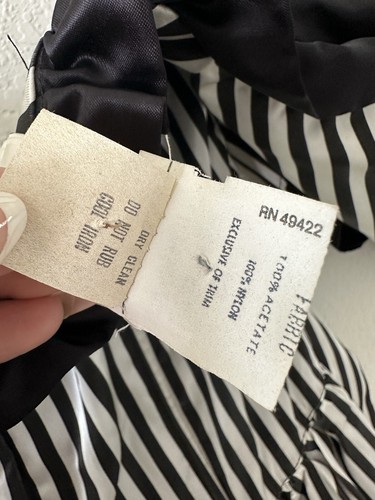 RN 49422
FABRIC
100% ACETATE
100% NYLON
EXCLUSIVE OF TRIM
DRY CLEAN
DO NOT RUB
COOL IRON